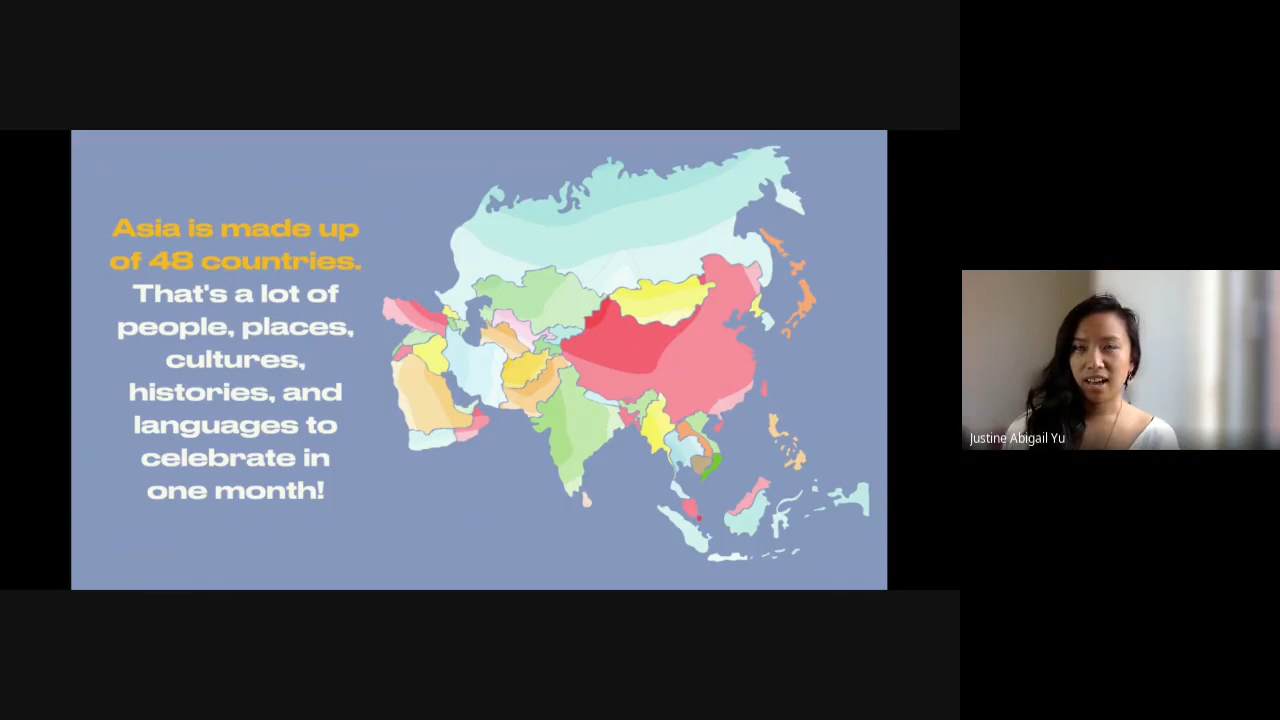 Asia is made up
of 48 countries.
That's a lot of
people, places,
cultures,
histories, and
languages to
celebrate in
one month!
Justine Abigail Yu